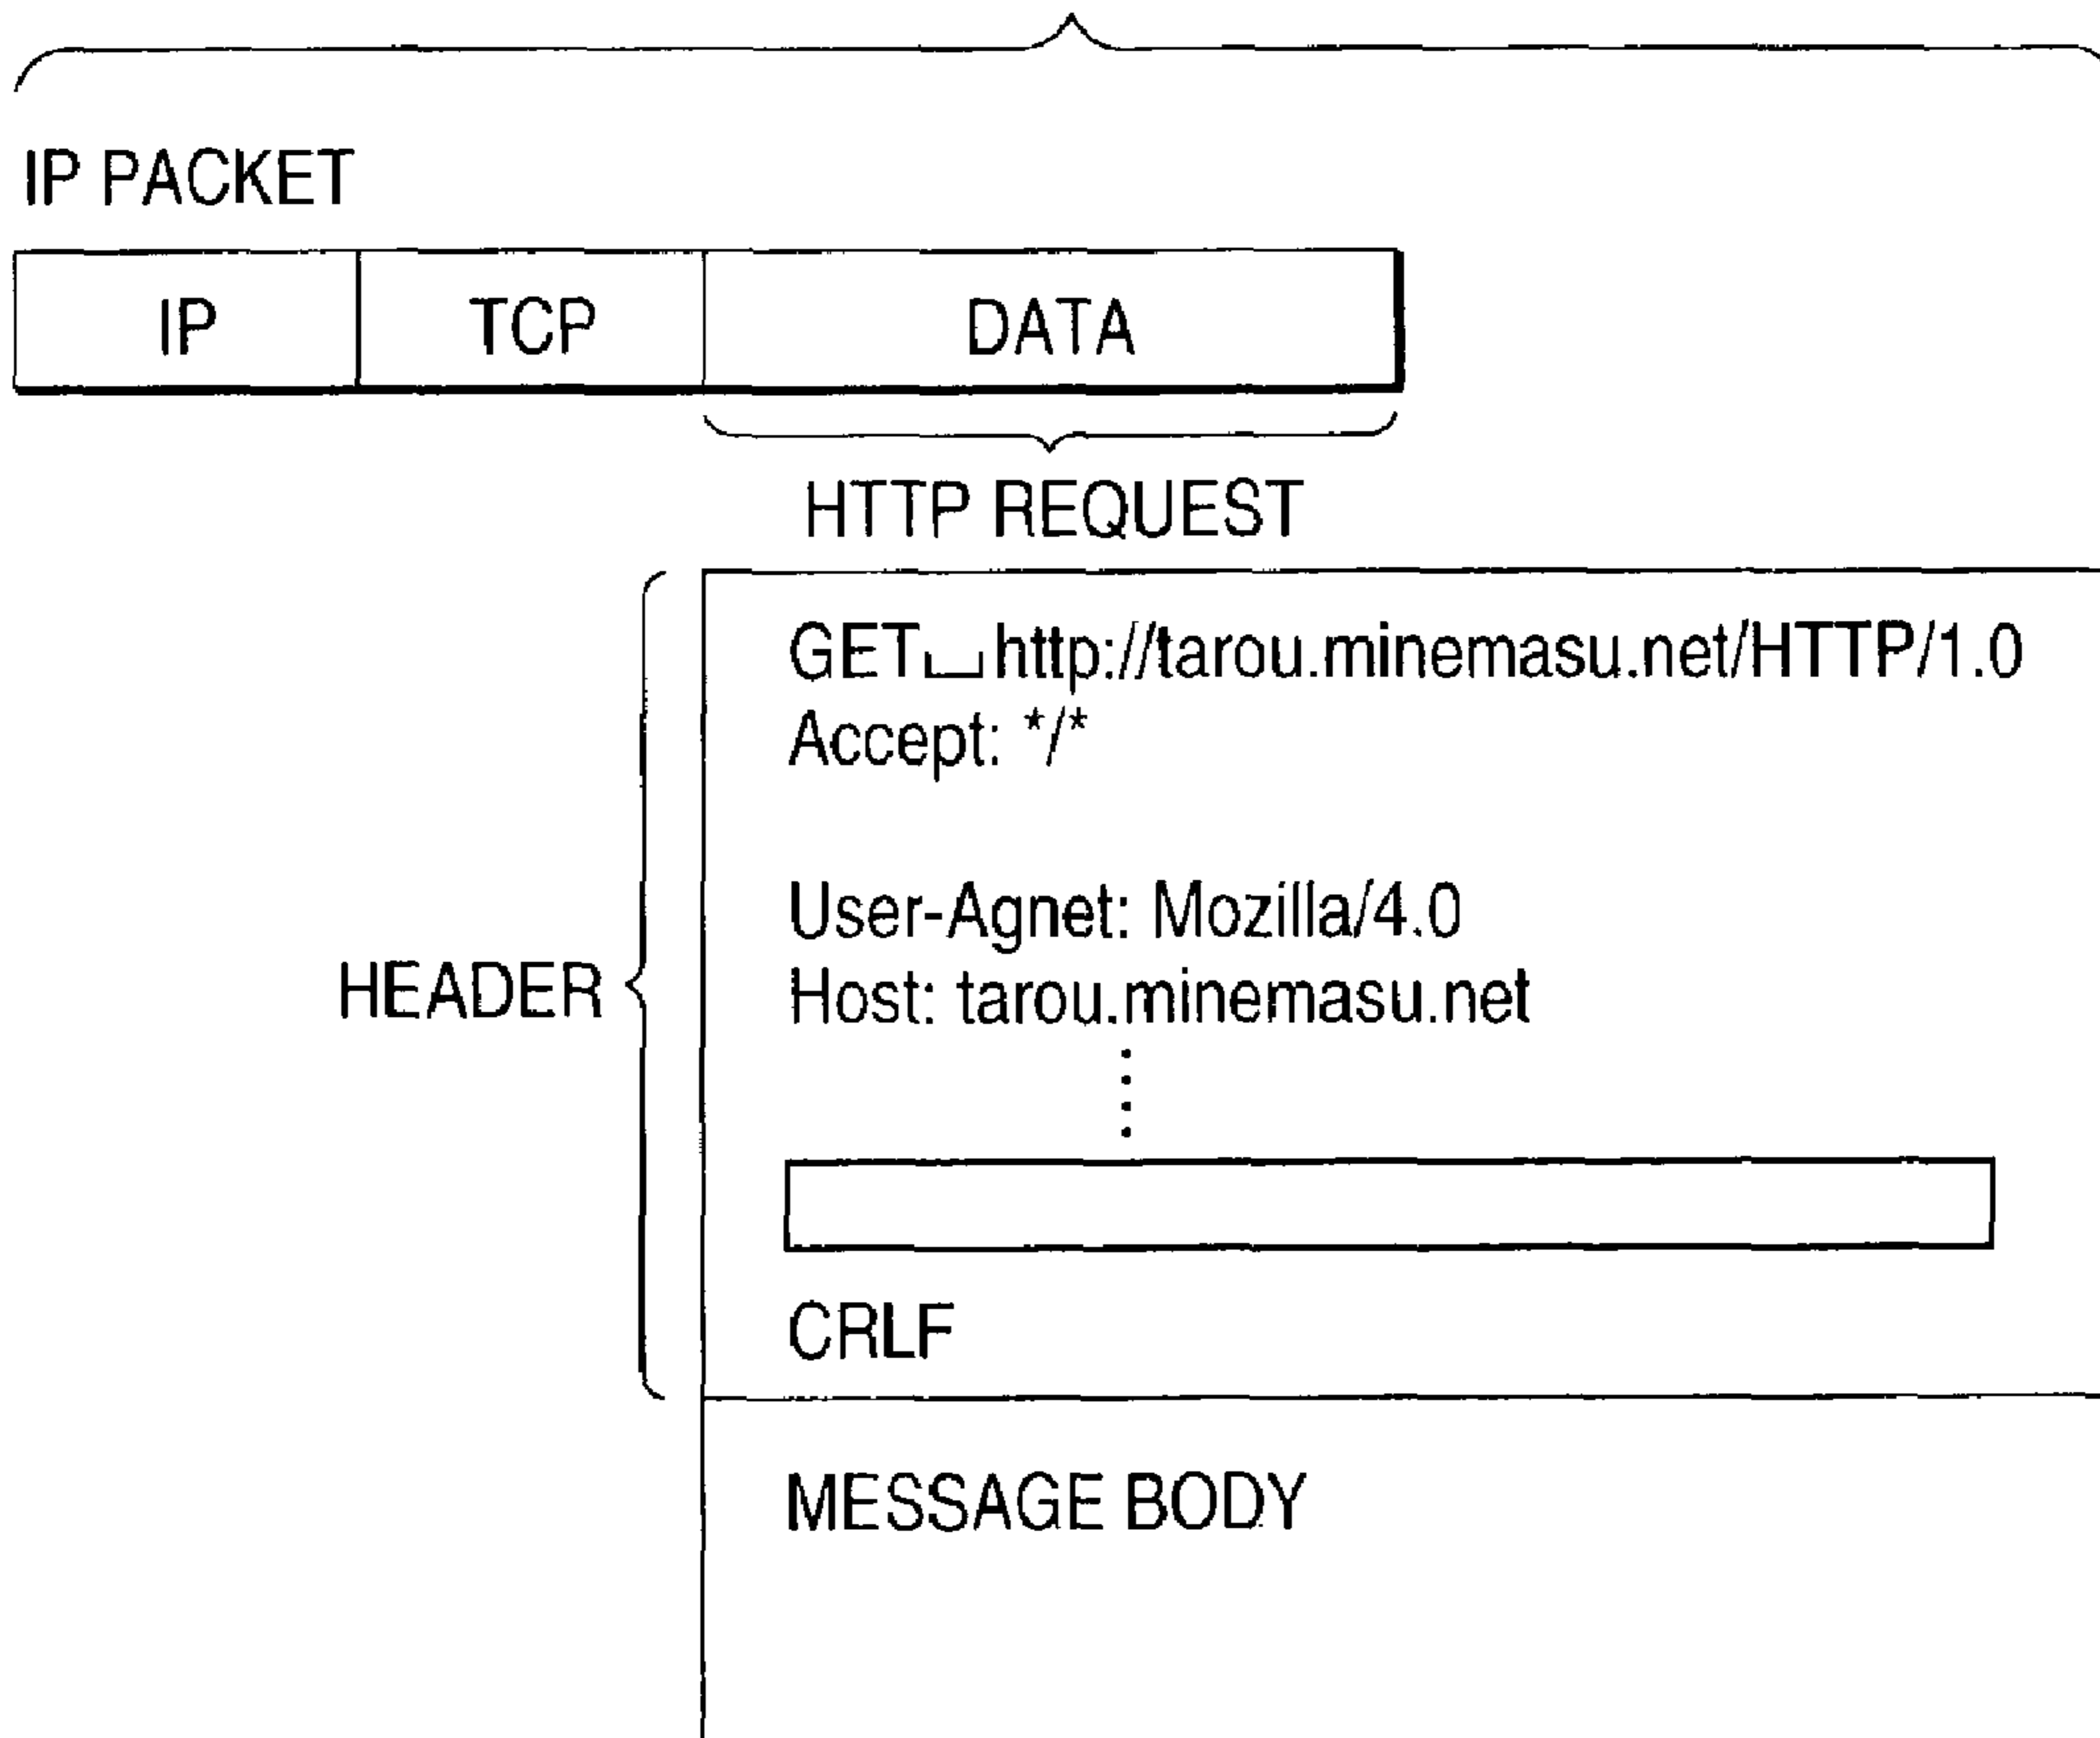 IP PACKET
IP TCP DATA
HTTP REQUEST
GET␣http://tarou.minemasu.net/HTTP/1.0
Accept: */*
User-Agnet: Mozilla/4.0
HEADER
Host: tarou.minemasu.net
CRLF
MESSAGE BODY